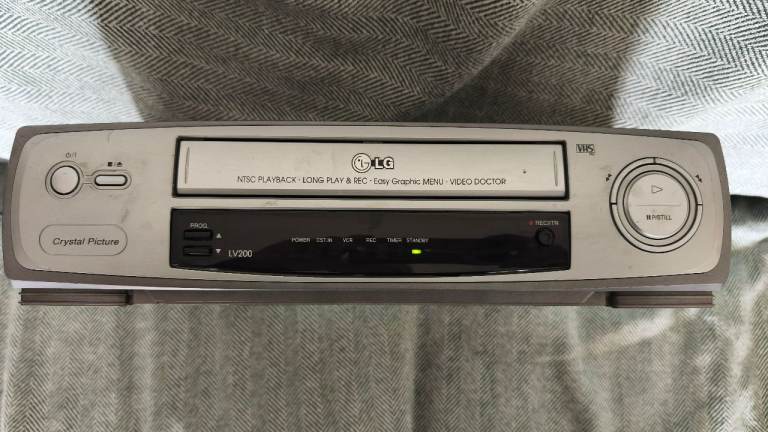 LG
NTSC PLAYBACK · LONG PLAY & REC · Easy Graphic MENU · VIDEO DOCTOR
VHS
II P/STILL
Crystal Picture
PROG.
LV200
POWER CST.IN VCR REC TIMER STANDBY
REC/ITR